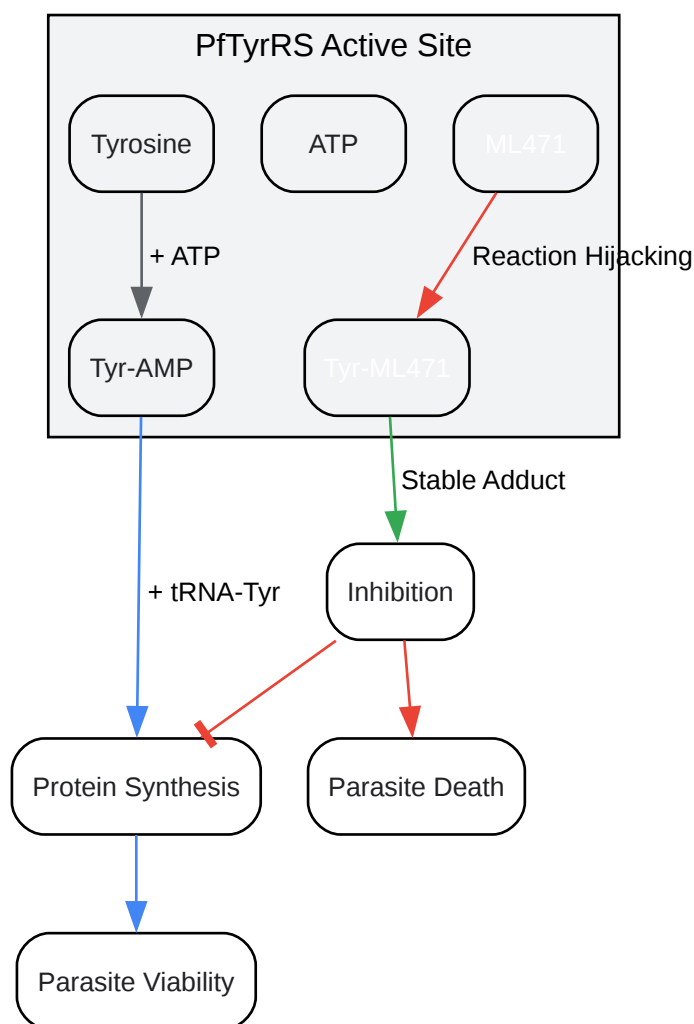 PfTyrRS Active Site
Tyrosine
ATP
ML471
+ ATP
Reaction Hijacking
Tyr-AMP
Tyr-ML471
Stable Adduct
+ tRNA-Tyr
Inhibition
Protein Synthesis
Parasite Death
Parasite Viability